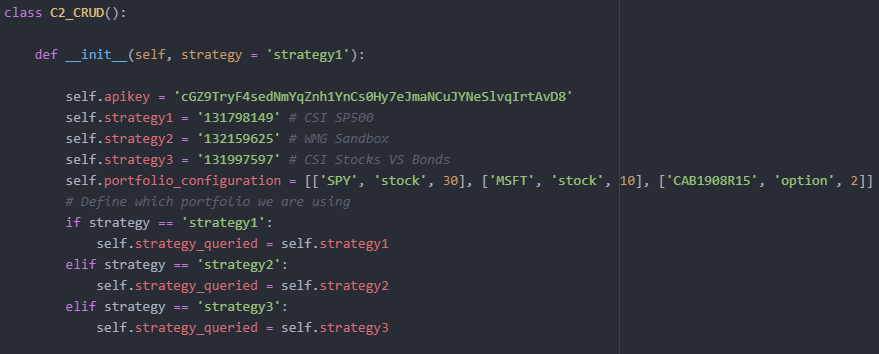 class C2_CRUD():
def __init__(self, strategy = 'strategy1'):
self.apikey = 'cGZ9TryF4sedNmYqZnh1YnCs0Hy7eJmaNCuJYNeSlvqIrtAvD8'
self.strategy1 = '131798149' # CSI SP500
self.strategy2 = '132159625' # WMG Sandbox
self.strategy3 = '131997597' # CSI Stocks VS Bonds
self.portfolio_configuration = [['SPY', 'stock', 30], ['MSFT', 'stock', 10], ['CAB1908R15', 'option', 2]]
# Define which portfolio we are using
if strategy == 'strategy1':
self.strategy_queried = self.strategy1
elif strategy == 'strategy2':
self.strategy_queried = self.strategy2
elif strategy == 'strategy3':
self.strategy_queried = self.strategy3